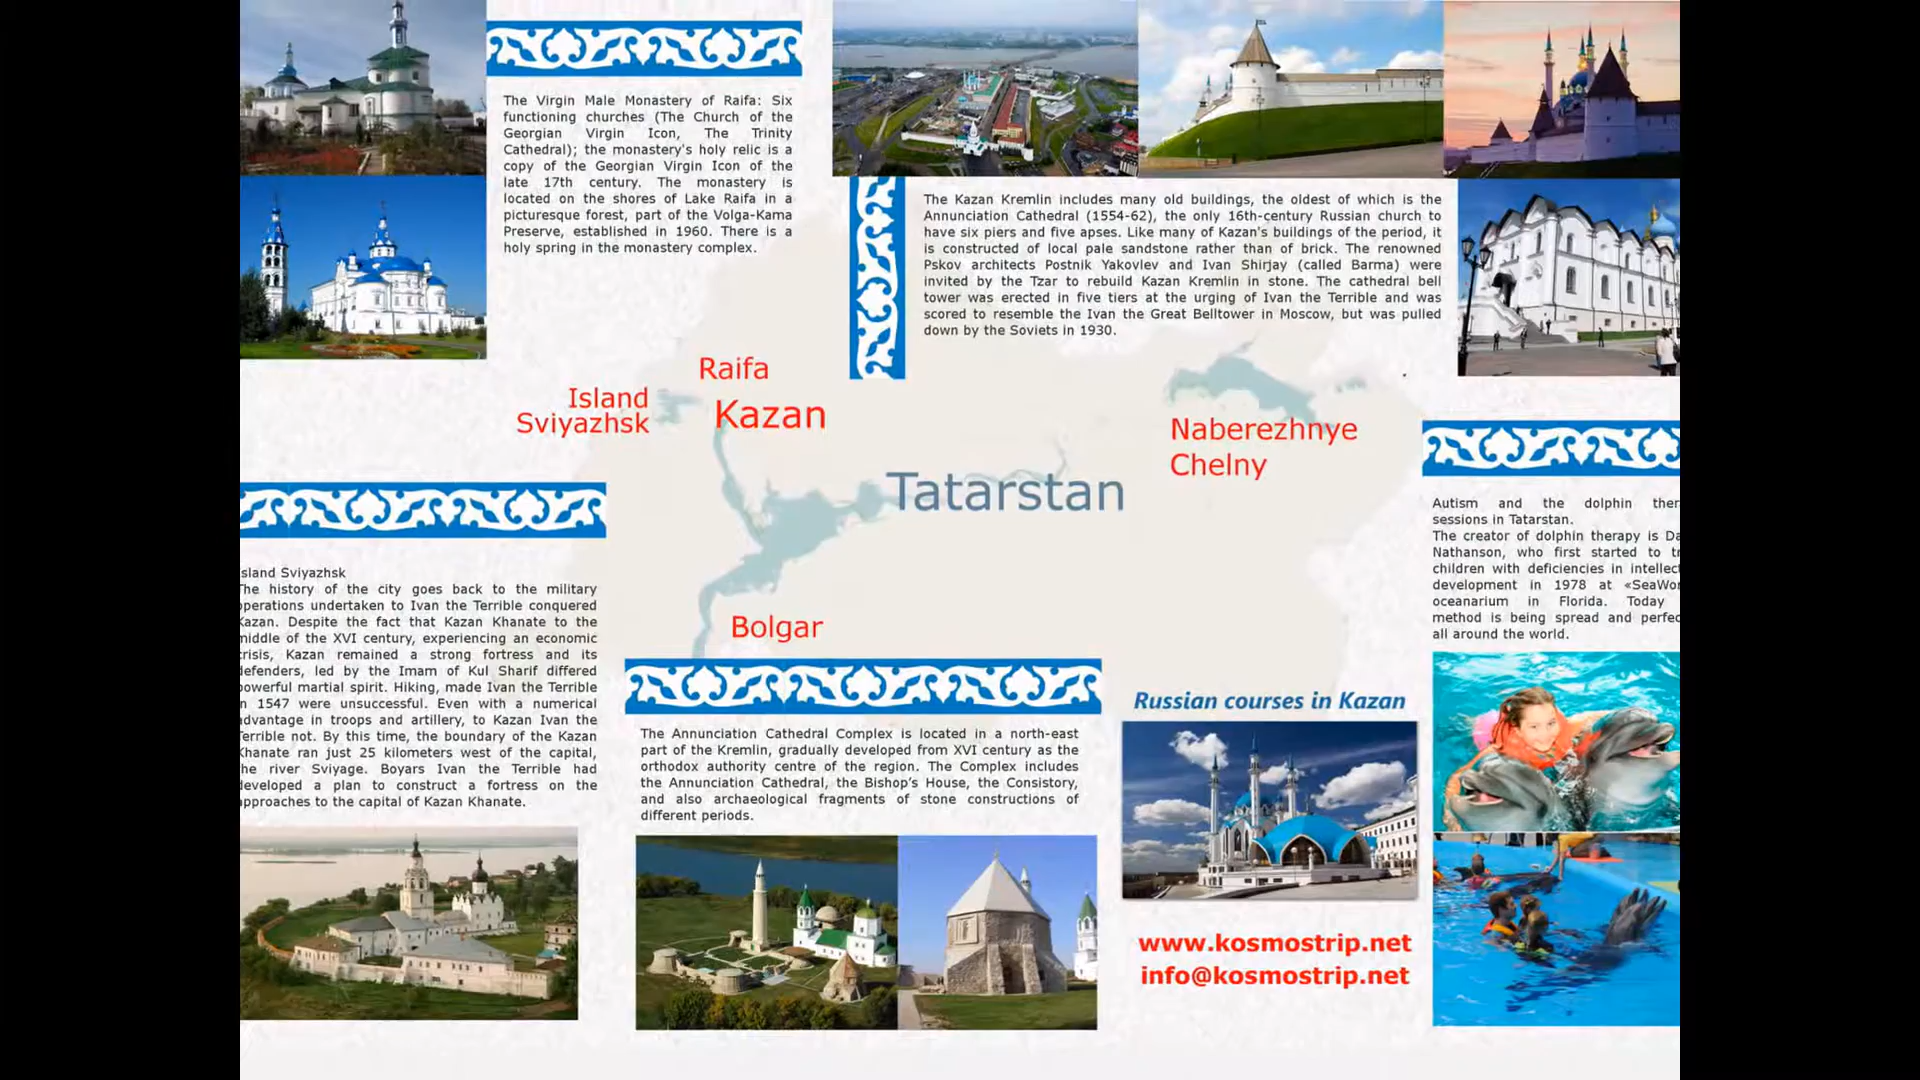 The Virgin Male Monastery of Raifa: Six
functioning churches (The Church of the
Georgian Virgin Icon, The Trinity
Cathedral); the monastery's holy relic is a
copy of the Georgian Virgin Icon of the
late 17th century. The monastery is
located on the shores of Lake Raifa in a
picturesque forest, part of the Volga-Kama
Preserve, established in 1960. There is a
holy spring in the monastery complex.
The Kazan Kremlin includes many old buildings, the oldest of which is the
Annunciation Cathedral (1554-62), the only 16th-century Russian church to
have six piers and five apses. Like many of Kazan's buildings of the period, it
is constructed of local pale sandstone rather than of brick. The renowned
Pskov architects Postnik Yakovlev and Ivan Shirjay (called Barma) were
invited by the Tzar to rebuild Kazan Kremlin in stone. The cathedral bell
tower was erected in five tiers at the urging of Ivan the Terrible and was
scored to resemble the Ivan the Great Belltower in Moscow, but was pulled
down by the Soviets in 1930.
Raifa
Island
Sviyazhsk
Kazan
Naberezhnye
Chelny
Tatarstan
Bolgar
sland Sviyazhsk
The history of the city goes back to the military
operations undertaken to Ivan the Terrible conquered
Kazan. Despite the fact that Kazan Khanate to the
middle of the XVI century, experiencing an economic
crisis, Kazan remained a strong fortress and its
defenders, led by the Imam of Kul Sharif differed
powerful martial spirit. Hiking, made Ivan the Terrible
n 1547 were unsuccessful. Even with a numerical
advantage in troops and artillery, to Kazan Ivan the
Terrible not. By this time, the boundary of the Kazan
Khanate ran just 25 kilometers west of the capital,
he river Sviyage. Boyars Ivan the Terrible had
developed a plan to construct a fortress on the
approaches to the capital of Kazan Khanate.
The Annunciation Cathedral Complex is located in a north-east
part of the Kremlin, gradually developed from XVI century as the
orthodox authority centre of the region. The Complex includes
the Annunciation Cathedral, the Bishop's House, the Consistory,
and also archaeological fragments of stone constructions of
different periods.
Russian courses in Kazan
www.kosmostrip.net
info@kosmostrip.net
Autism and the dolphin ther
sessions in Tatarstan.
The creator of dolphin therapy is Da
Nathanson, who first started to tr
children with deficiencies in intellect
development in 1978 at «SeaWor
oceanarium in Florida. Today
method is being spread and perfec
all around the world.